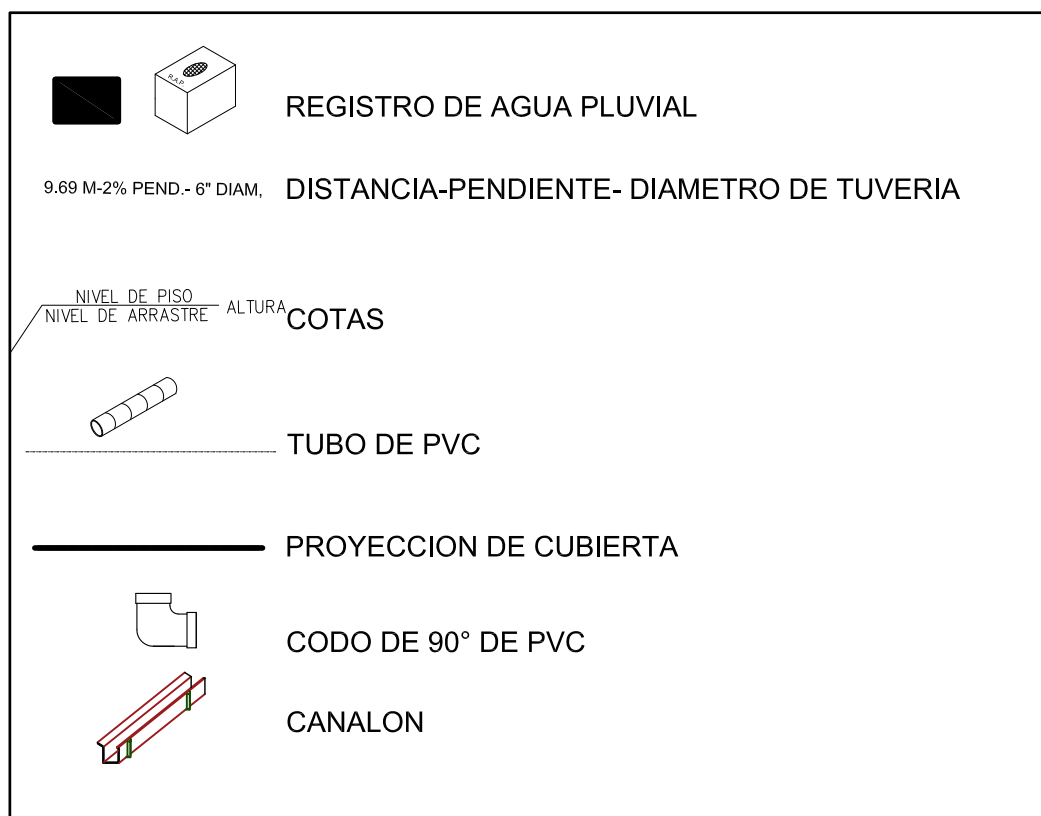 R.A.P.
REGISTRO DE AGUA PLUVIAL
9.69 M-2% PEND.- 6" DIAM,
DISTANCIA-PENDIENTE- DIAMETRO DE TUVERIA
NIVEL DE PISO
NIVEL DE ARRASTRE
ALTURA
COTAS
TUBO DE PVC
PROYECCION DE CUBIERTA
CODO DE 90° DE PVC
CANALON